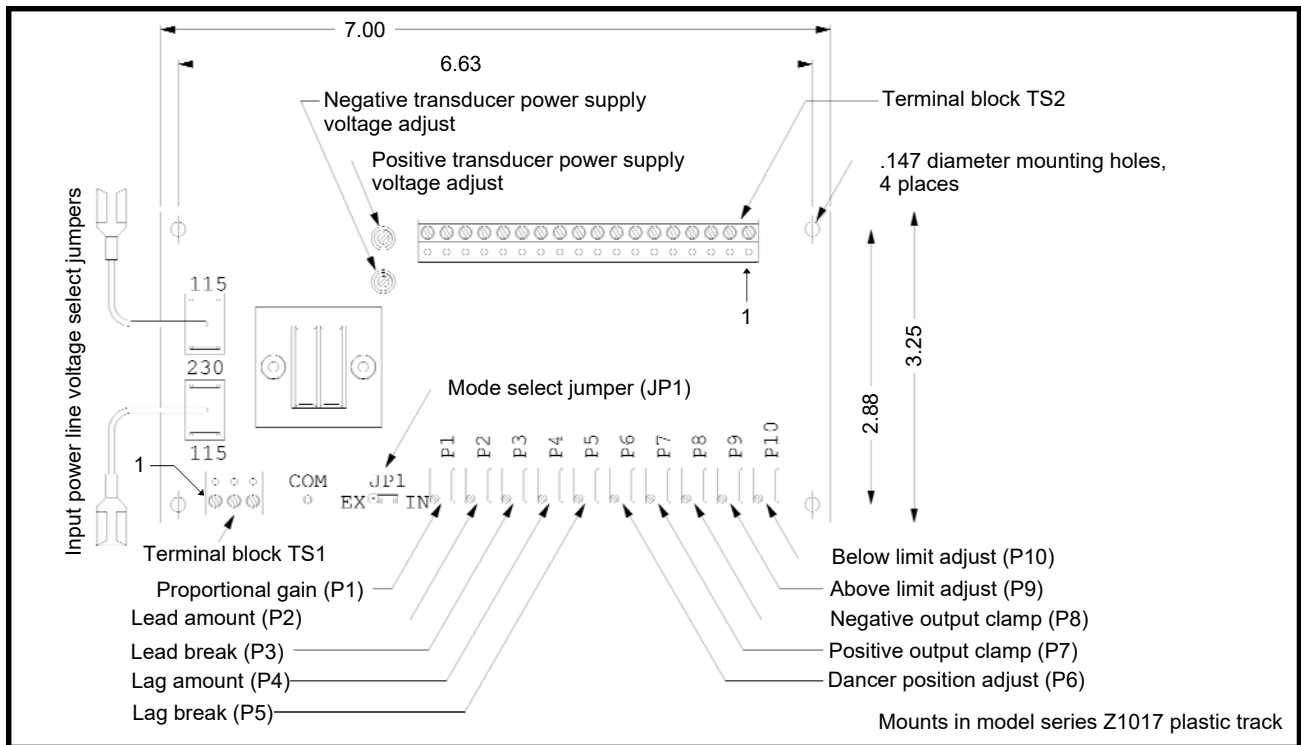 7.00
6.63
Negative transducer power supply
voltage adjust
Terminal block TS2
Positive transducer power supply
voltage adjust
.147 diameter mounting holes,
4 places
Input power line voltage select jumpers
115
1
230
3.25
2.88
Mode select jumper (JP1)
115
1
COM
JP1
EX
IN
P1
P2
P3
P4
P5
P6
P7
P8
P9
P10
Terminal block TS1
Proportional gain (P1)
Lead amount (P2)
Lead break (P3)
Lag amount (P4)
Lag break (P5)
Below limit adjust (P10)
Above limit adjust (P9)
Negative output clamp (P8)
Positive output clamp (P7)
Dancer position adjust (P6)
Mounts in model series Z1017 plastic track